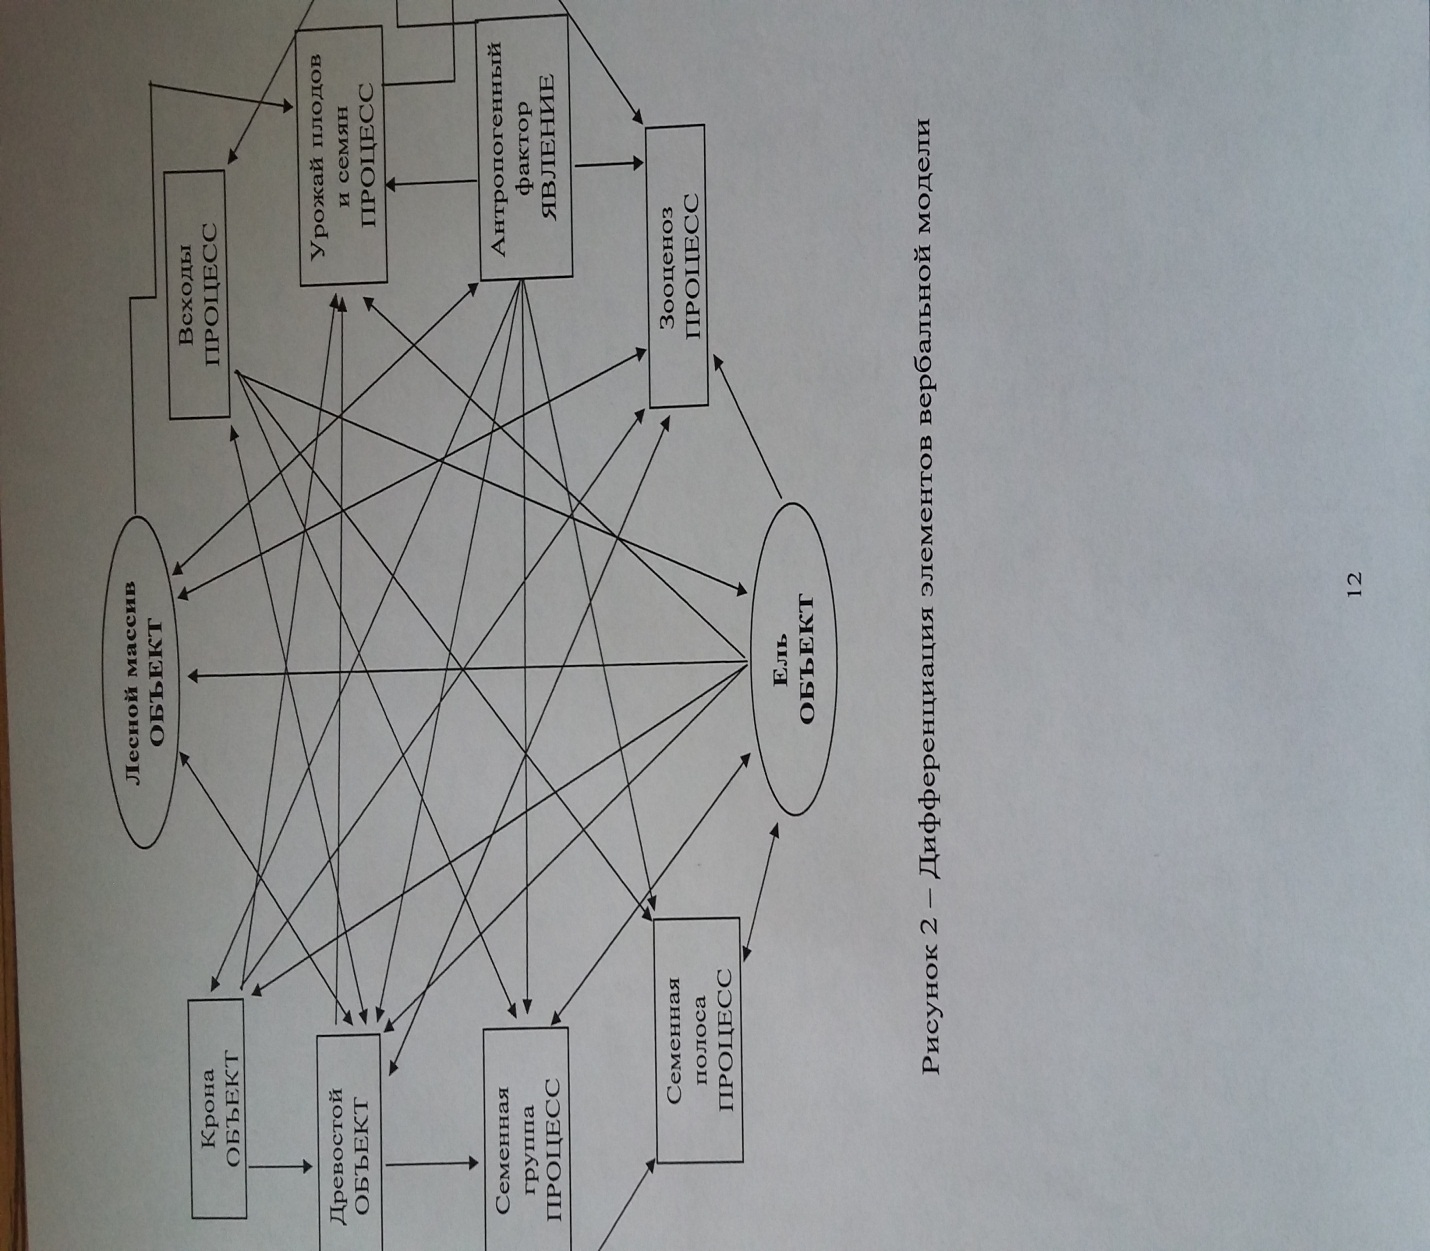 Лесной массив
ОБЪЕКТ
Крона
ОБЪЕКТ
Всходы
ПРОЦЕСС
Древостой
ОБЪЕКТ
Урожай плодов
и семян
ПРОЦЕСС
Семенная
группа
ПРОЦЕСС
Антропогенный
фактор
ЯВЛЕНИЕ
Семенная
полоса
ПРОЦЕСС
Зооценоз
ПРОЦЕСС
Ель
ОБЪЕКТ
Рисунок 2 – Дифференциация элементов вербальной модели
12